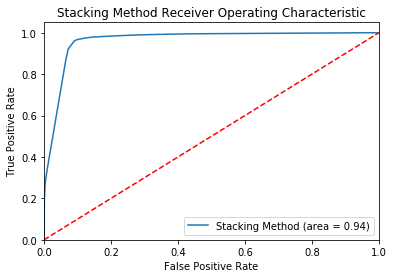 Stacking Method Receiver Operating Characteristic
True Positive Rate
1.0
0.8
0.6
0.4
0.2
0.0
Stacking Method (area = 0.94)
0.0 0.2 0.4 0.6 0.8 1.0
False Positive Rate